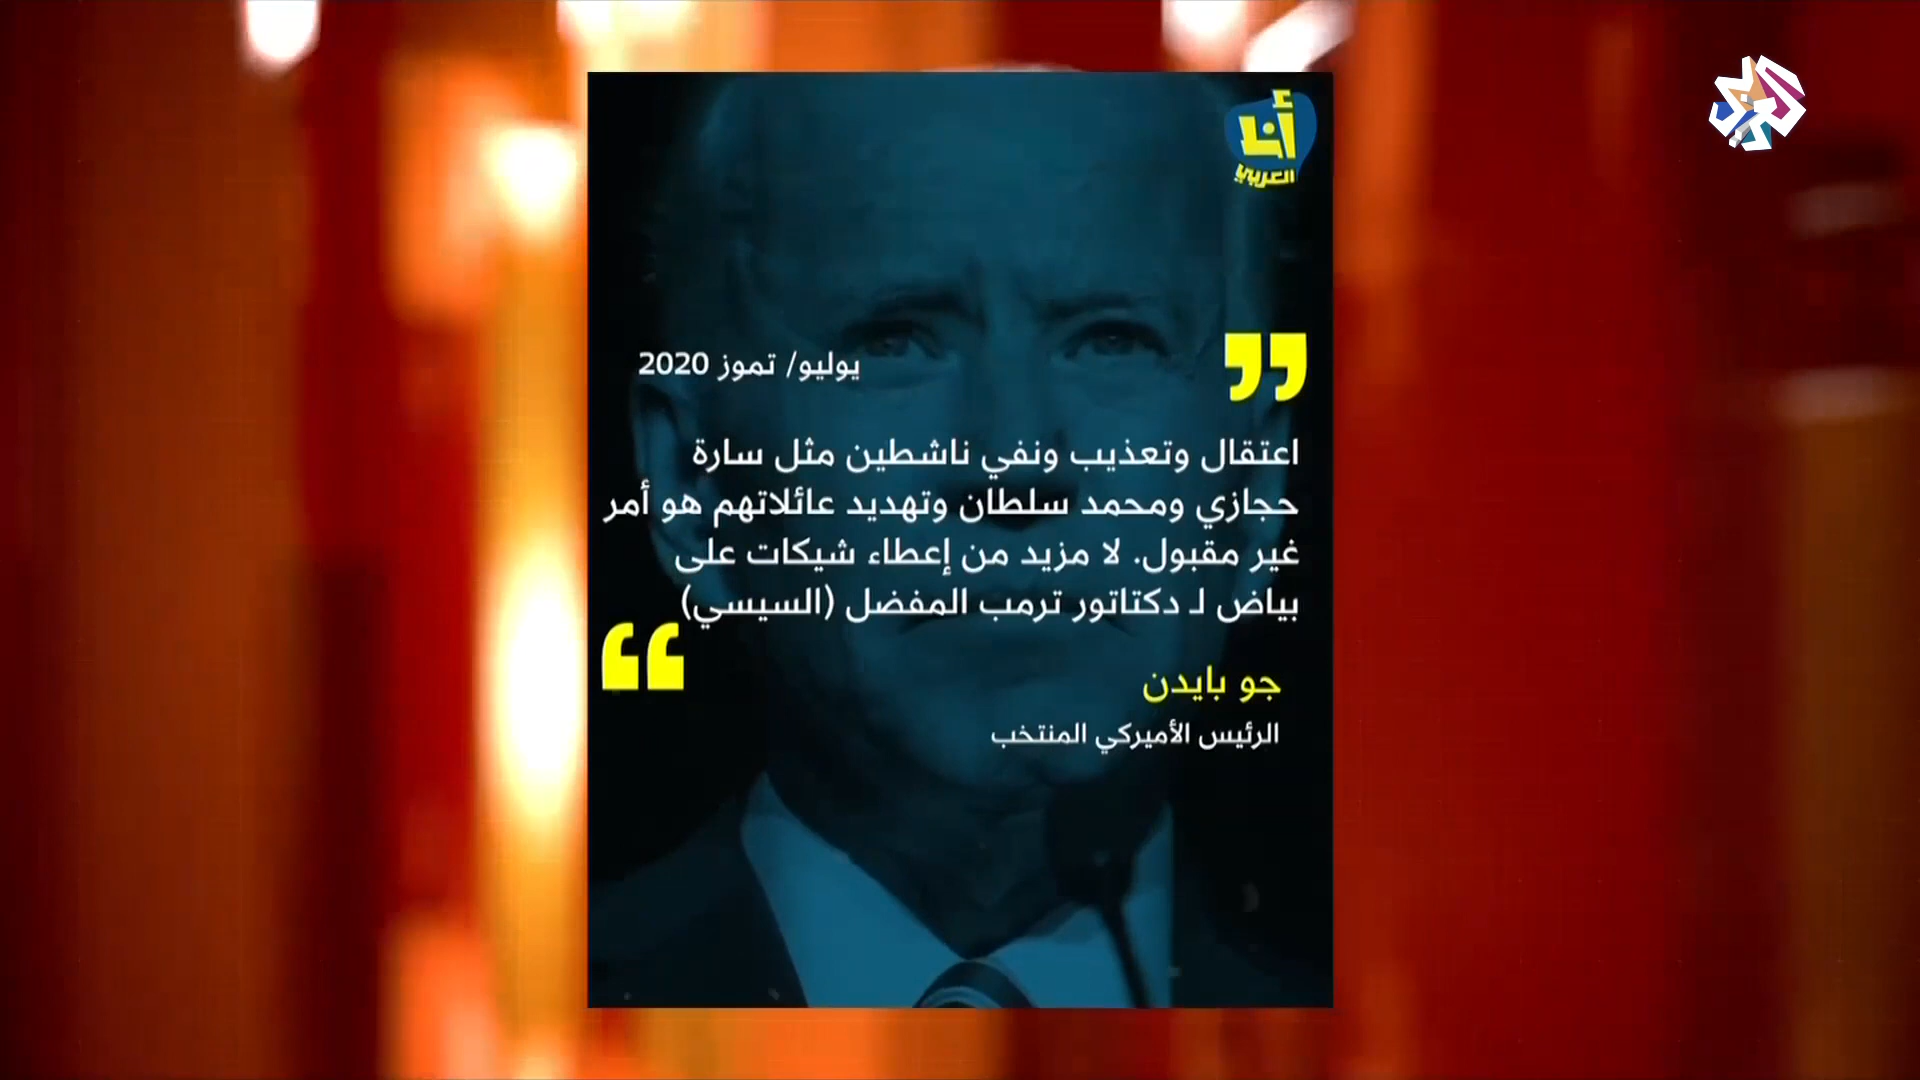 أنا
العربي
يوليو/ تموز 2020
اعتقال وتعذيب ونفي ناشطين مثل سارة
حجازي ومحمد سلطان وتهديد عائلاتهم هو أمر
غير مقبول. لا مزيد من إعطاء شيكات على
بياض لـ دكتاتور ترمب المفضل (السيسي)
جو بايدن
الرئيس الأميركي المنتخب